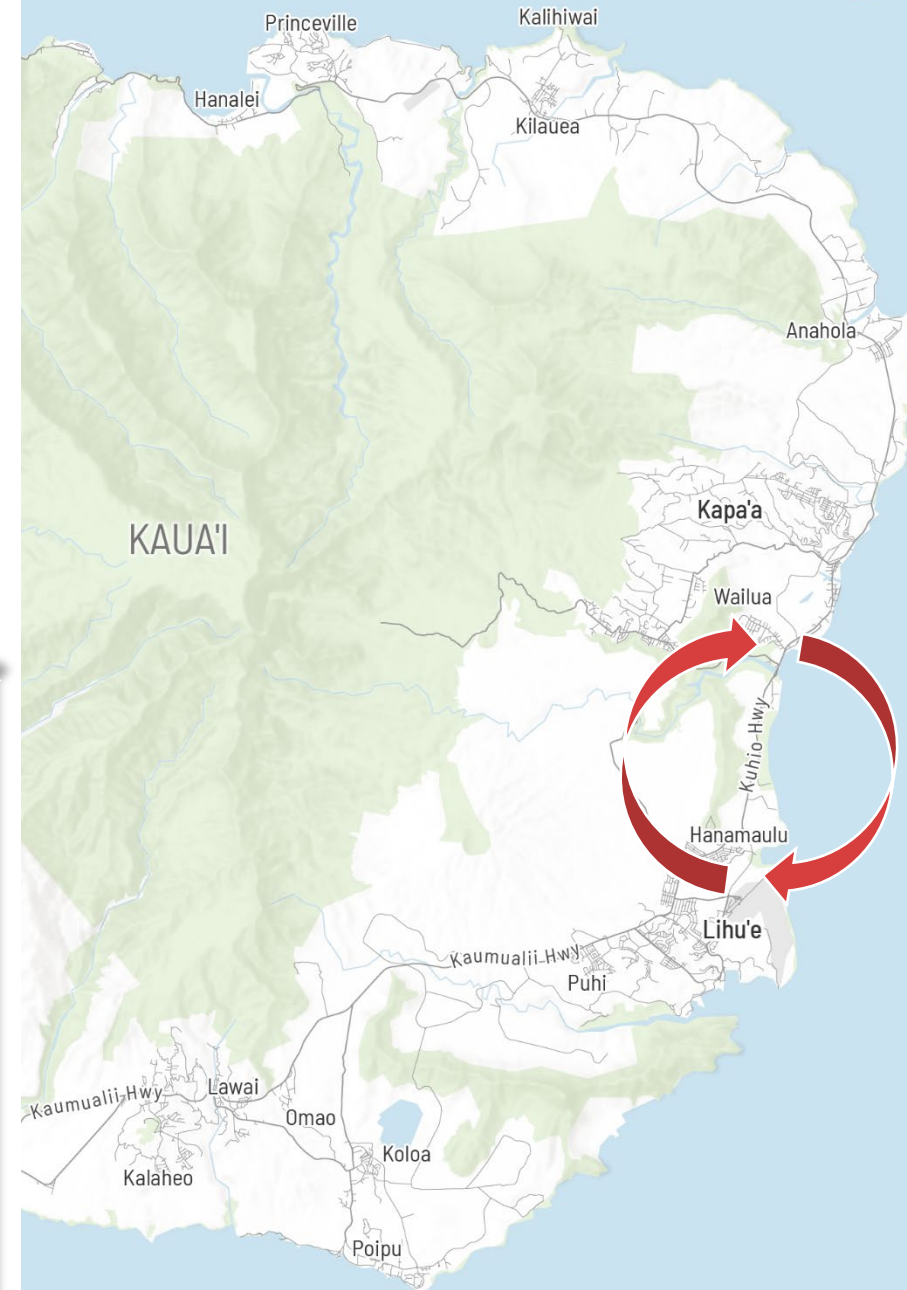 Kalihiwai
Princeville
Hanalei
Kilauea
Anahola
Kapa'a
KAUA'I
Wailua
Kuhio Hwy
Hanamaulu
Lihu'e
Kaumualii Hwy
Puhi
Lawai
Kaumualii Hwy
Omao
Koloa
Kalaheo
Poipu